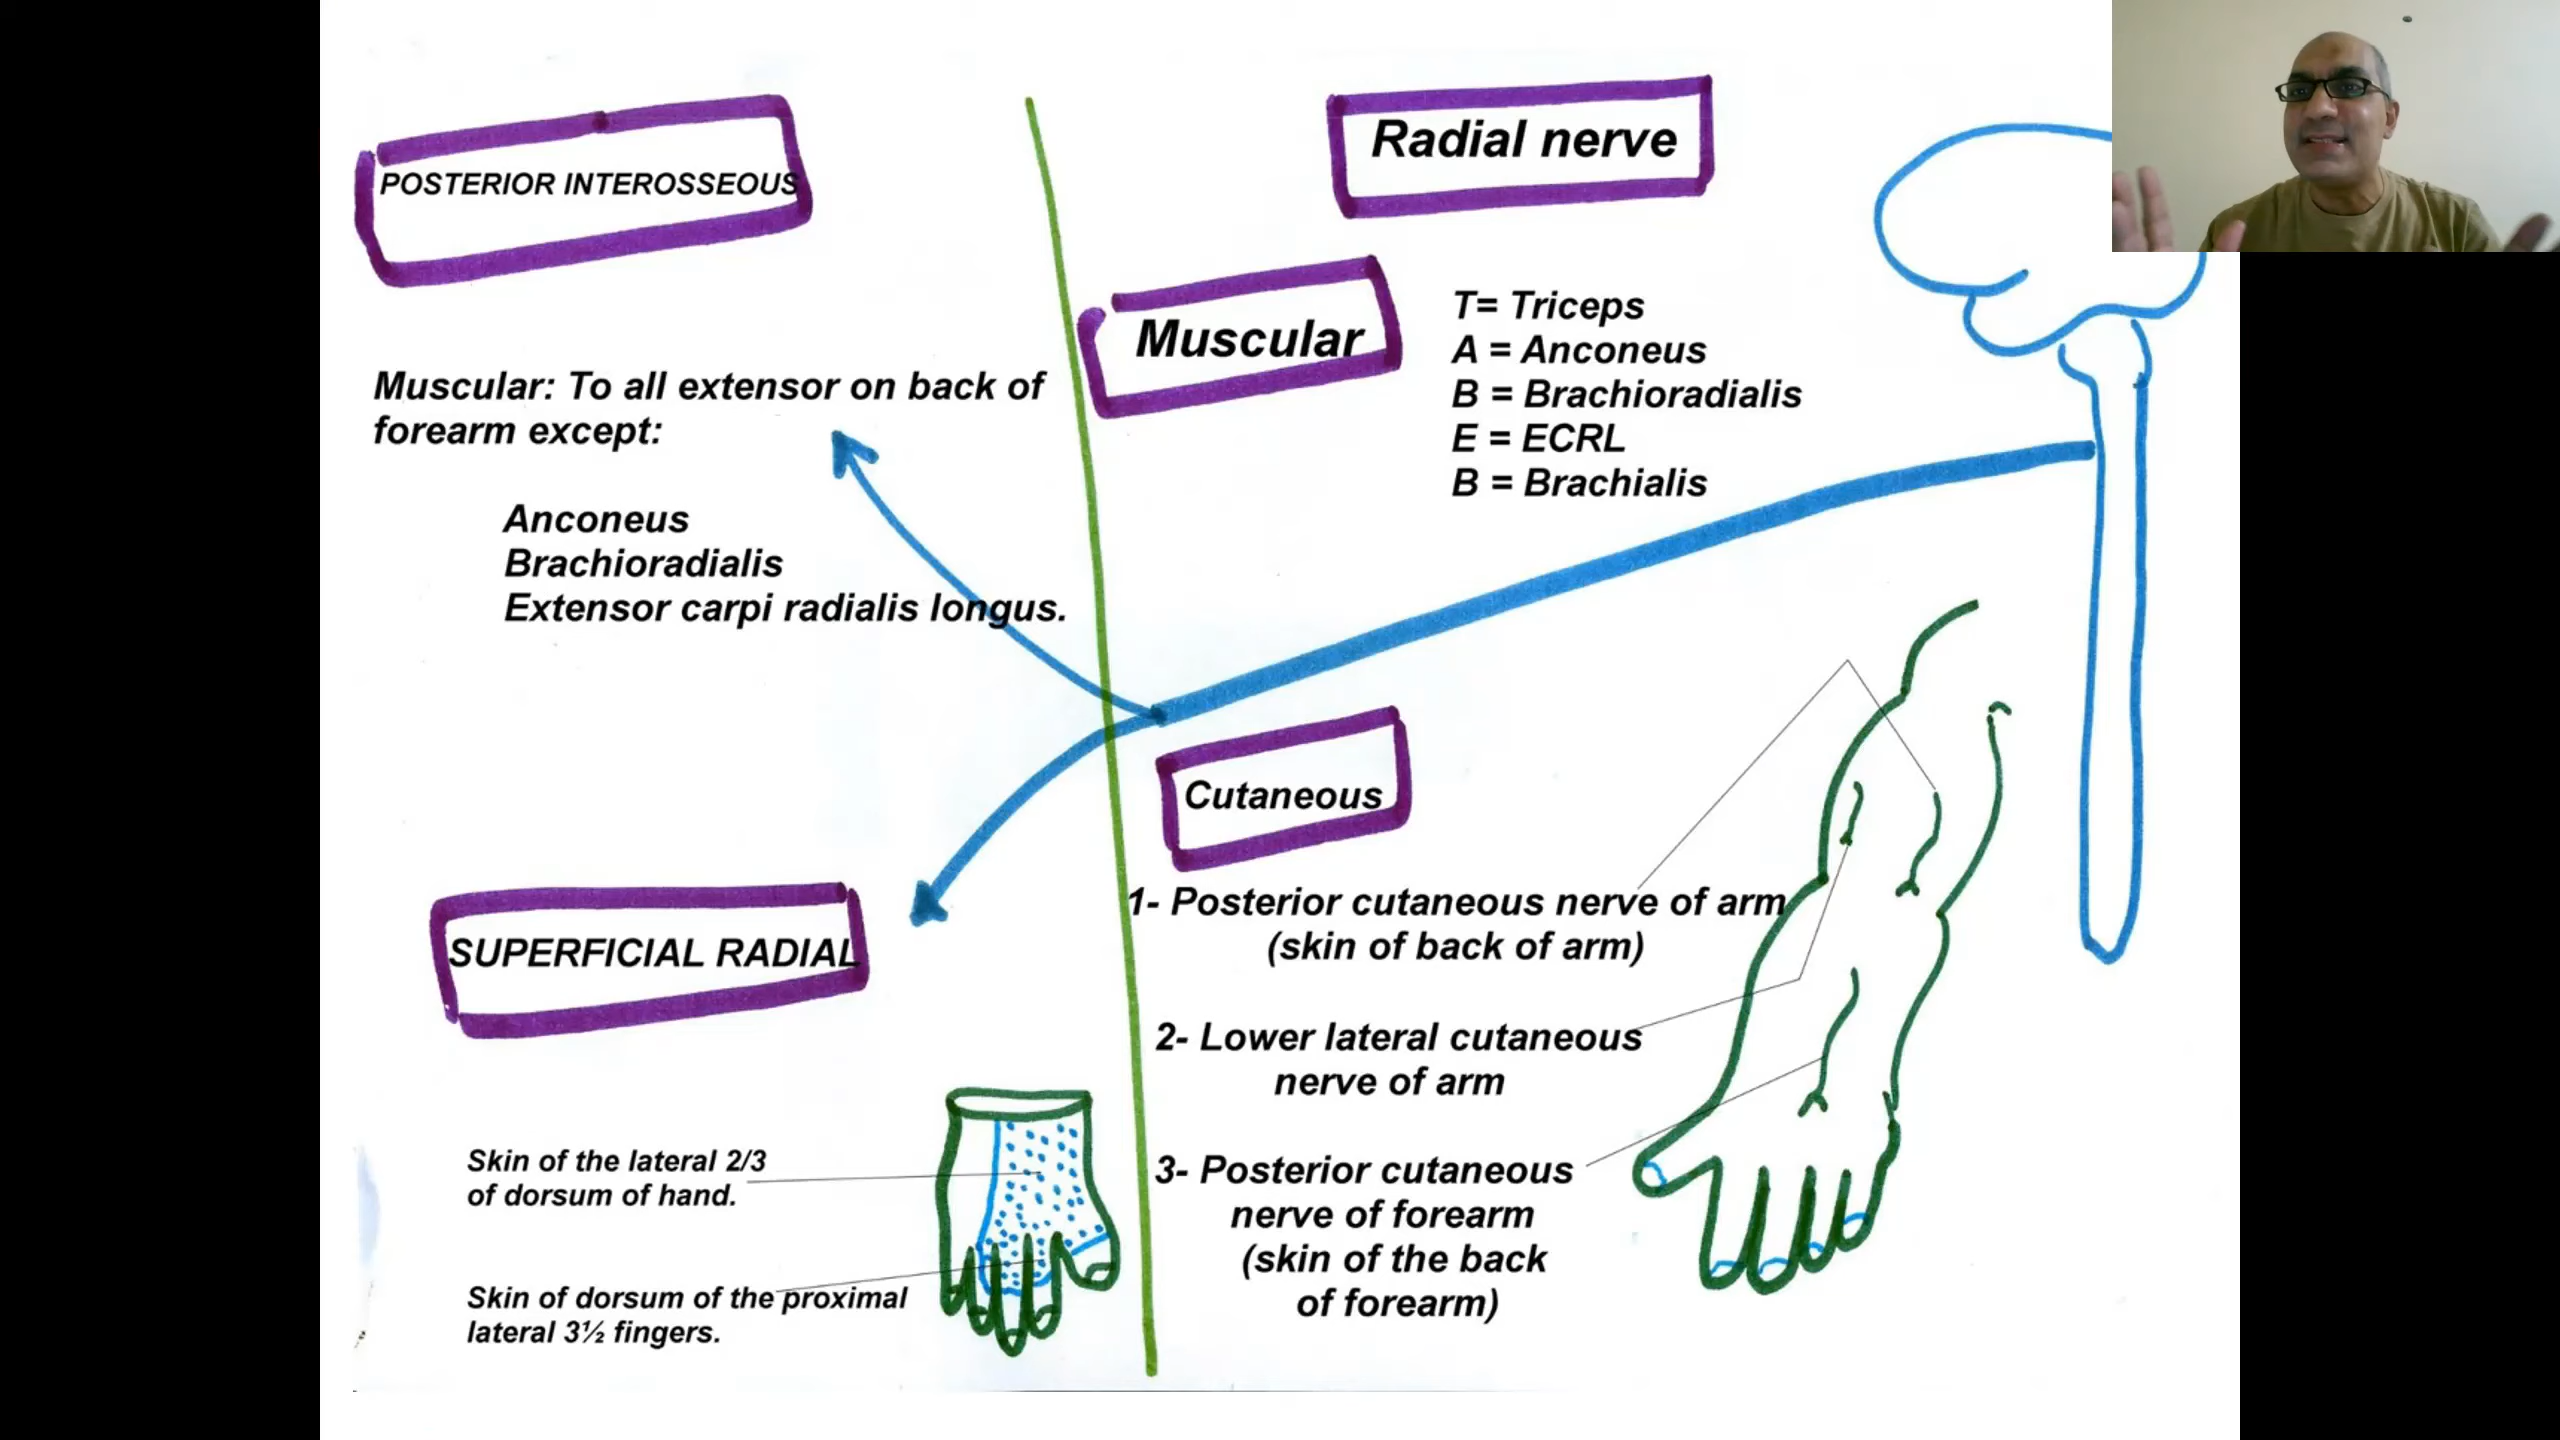 POSTERIOR INTEROSSEOUS
Muscular: To all extensor on back of
forearm except:
Anconeus
Brachioradialis
Extensor carpi radialis longus.
SUPERFICIAL RADIAL
Skin of the lateral 2/3
of dorsum of hand.
Skin of dorsum of the proximal
lateral 3½ fingers.
Radial nerve
Muscular
T= Triceps
A = Anconeus
B = Brachioradialis
E = ECRL
B = Brachialis
Cutaneous
1- Posterior cutaneous nerve of arm
(skin of back of arm)
2- Lower lateral cutaneous
nerve of arm
3- Posterior cutaneous
nerve of forearm
(skin of the back
of forearm)